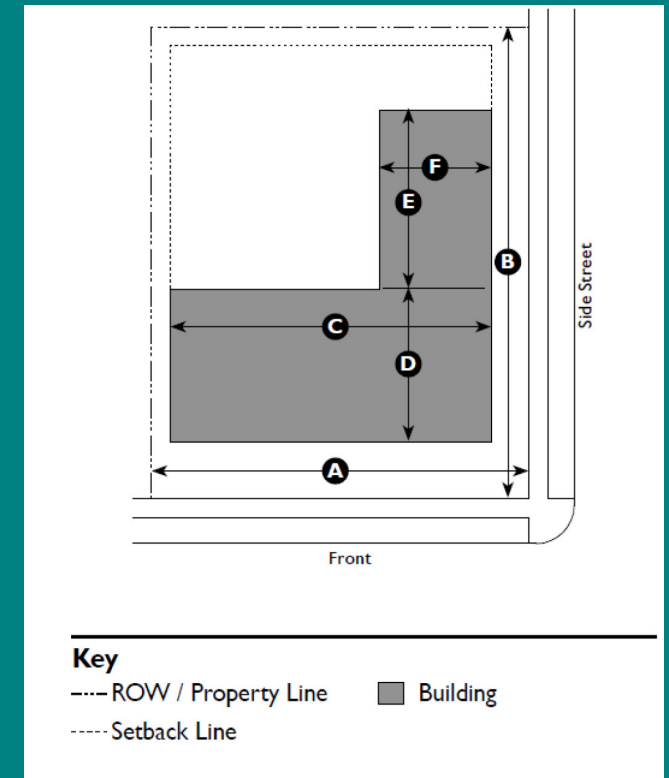 F
E
B
Side Street
C
D
A
Front
Key
ROW / Property Line
Building
Setback Line